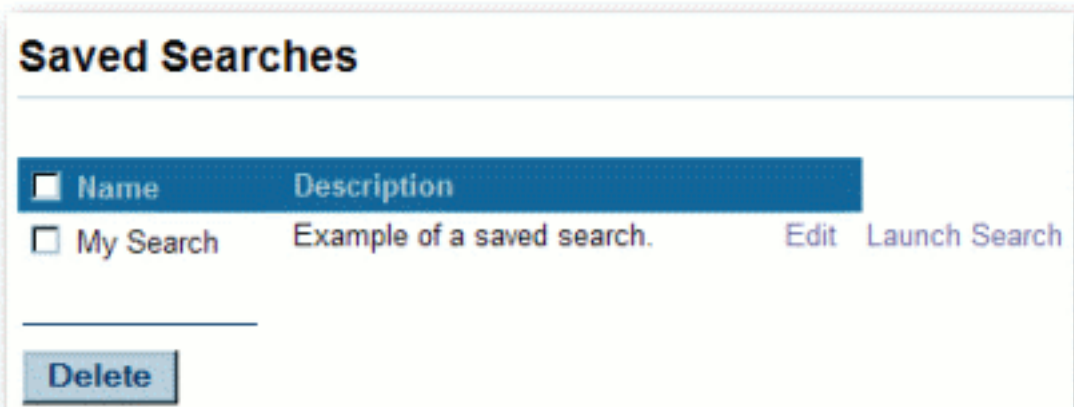 Saved Searches
Name Description
My Search Example of a saved search. Edit Launch Search
Delete